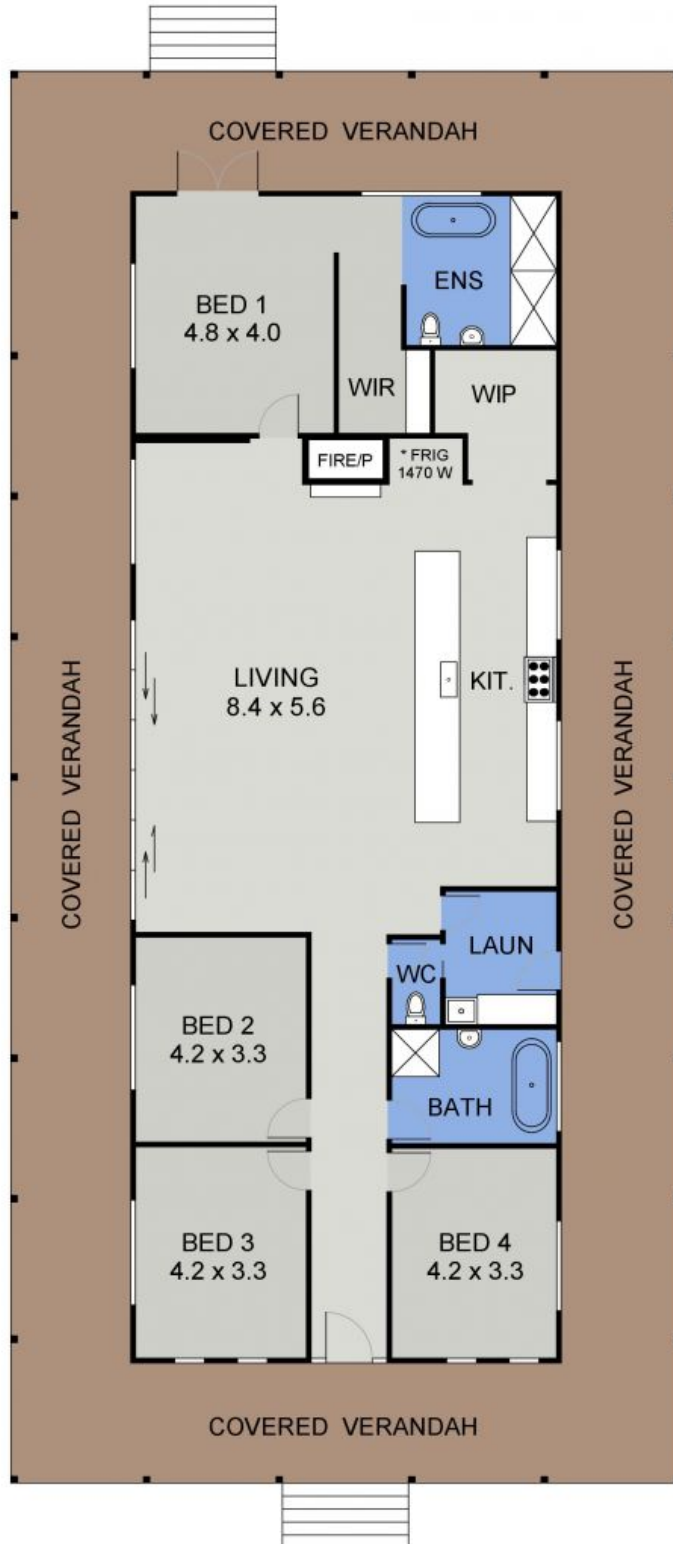 COVERED VERANDAH
ENS
BED 1
4.8 x 4.0
WIR
WIP
FIRE/P
* FRIG
1470 W
COVERED VERANDAH
LIVING
8.4 x 5.6
KIT.
COVERED VERANDAH
LAUN
WC
BED 2
4.2 x 3.3
BATH
BED 3
4.2 x 3.3
BED 4
4.2 x 3.3
COVERED VERANDAH